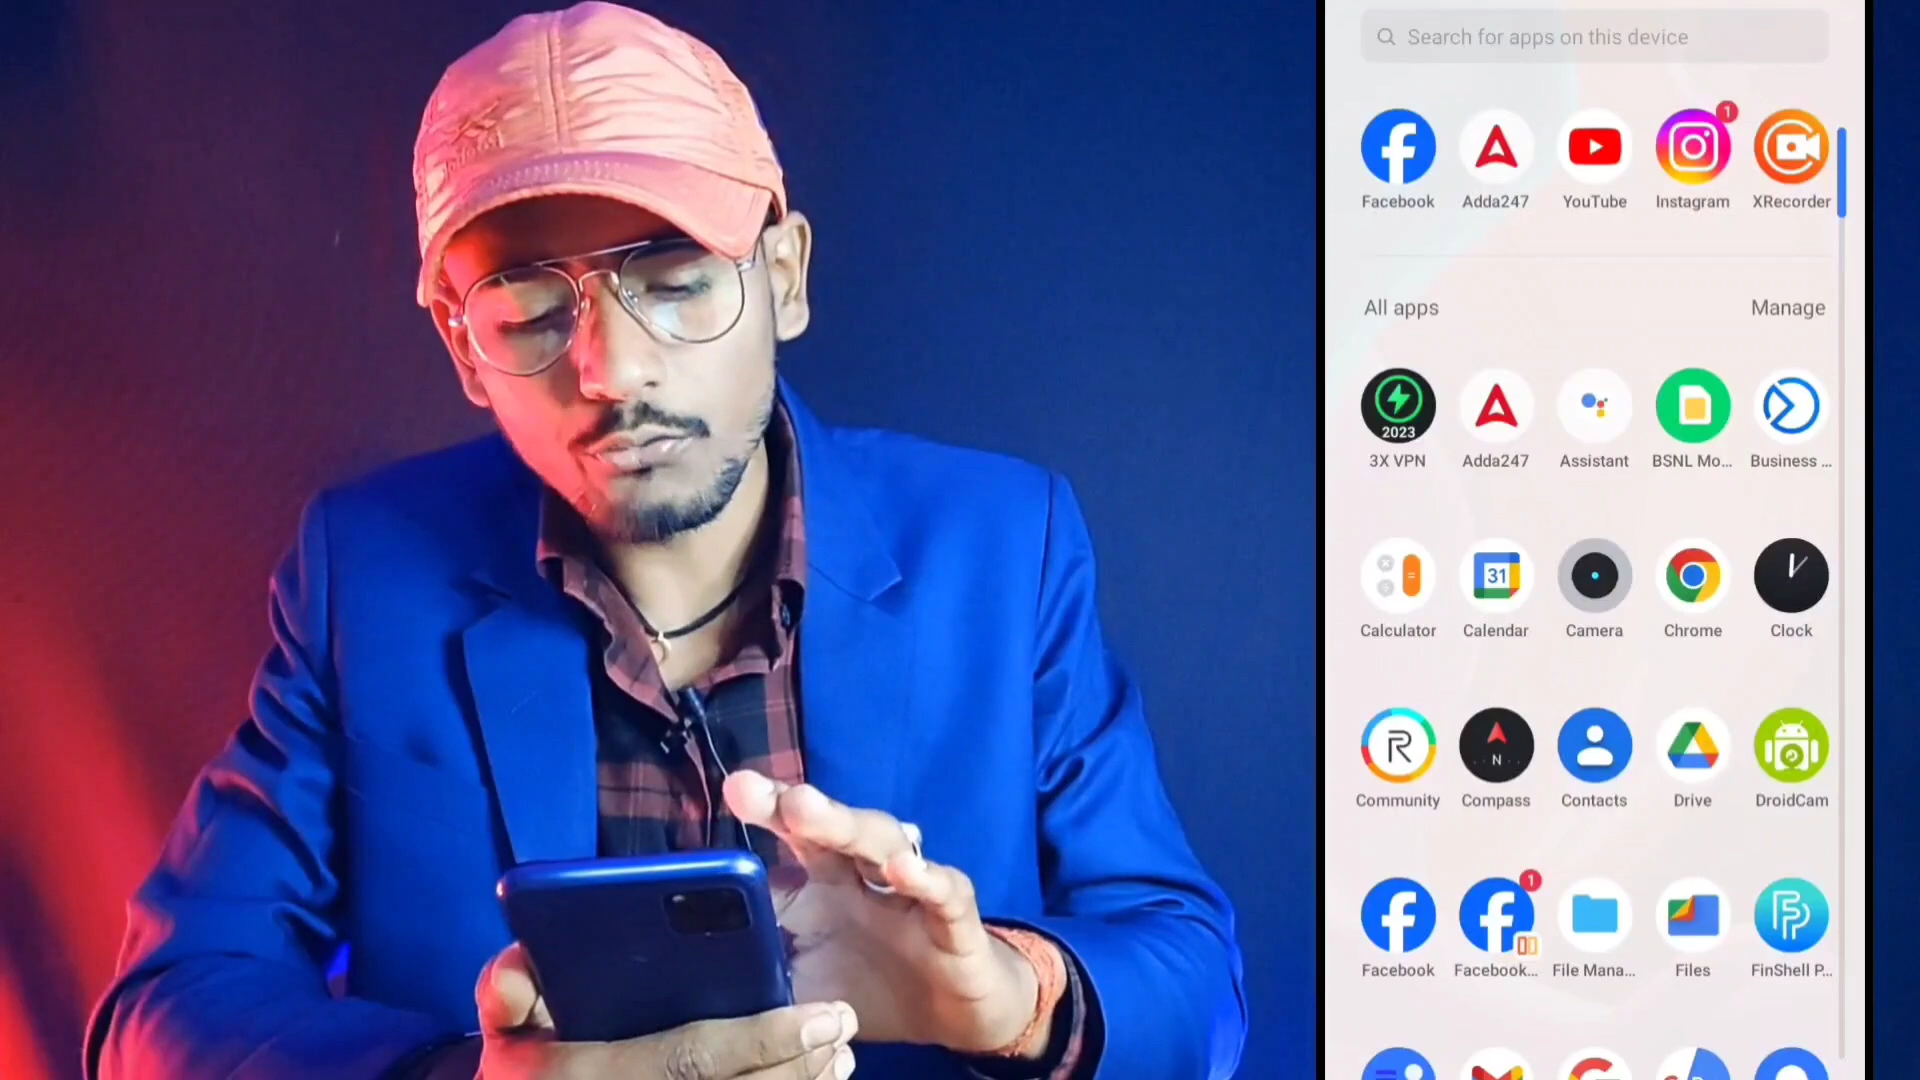 Search for apps on this device
Facebook Adda247 YouTube Instagram XRecorder
1
All apps Manage
2023
3X VPN Adda247 Assistant BSNL Mo... Business ...
31
Calculator Calendar Camera Chrome Clock
N
Community Compass Contacts Drive DroidCam
1
Facebook Facebook... File Mana... Files FinShell P...